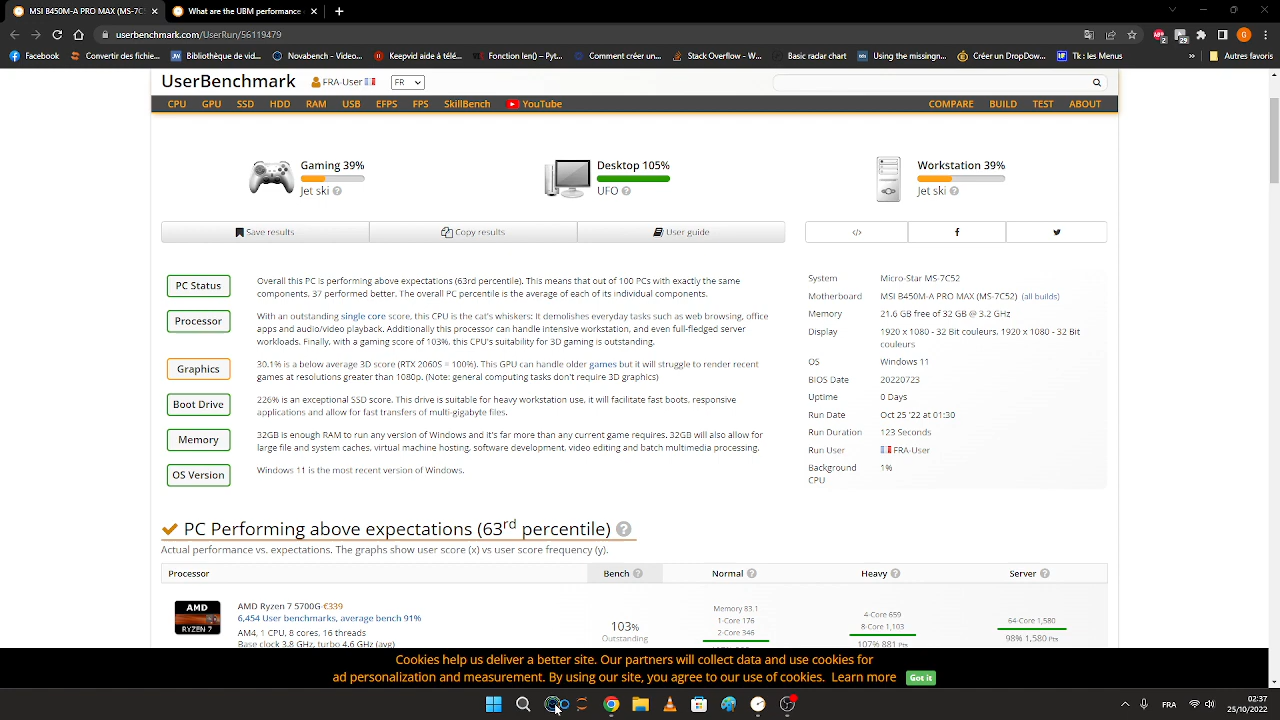 MSI B450M-A PRO MAX (MS-7C5
What are the UBM performance
userbenchmark.com/UserRun/56119479
Facebook
Convertir des fichie...
Bibliothèque de vid...
Novabench - Video...
Keepvid aide à télé...
Fonction len() – Pyt...
Comment créer un...
Stack Overflow – W...
Basic radar chart
Using the missingn...
Créer un DropDow...
Tk : les Menus
»
Autres favoris
UserBenchmark
FRA-User
FR
CPU GPU SSD HDD RAM USB EFPS FPS SkillBench YouTube
COMPARE BUILD TEST ABOUT
Gaming 39%
Jet ski
Desktop 105%
UFO
Workstation 39%
Jet ski
Save results
Copy results
User guide
</>
PC Status
Overall this PC is performing above expectations (63rd percentile). This means that out of 100 PCs with exactly the same
components, 37 performed better. The overall PC percentile is the average of each of its individual components.
Processor
With an outstanding single core score, this CPU is the cat's whiskers: It demolishes everyday tasks such as web browsing, office
apps and audio/video playback. Additionally this processor can handle intensive workstation, and even full-fledged server
workloads. Finally, with a gaming score of 103%, this CPU's suitability for 3D gaming is outstanding.
Graphics
30.1% is a below average 3D score (RTX 2060S = 100%). This GPU can handle older games but it will struggle to render recent
games at resolutions greater than 1080p. (Note: general computing tasks don't require 3D graphics)
Boot Drive
226% is an exceptional SSD score. This drive is suitable for heavy workstation use, it will facilitate fast boots, responsive
applications and allow for fast transfers of multi-gigabyte files.
Memory
32GB is enough RAM to run any version of Windows and it's far more than any current game requires. 32GB will also allow for
large file and system caches, virtual machine hosting, software development, video editing and batch multimedia processing.
OS Version
Windows 11 is the most recent version of Windows.
System Micro-Star MS-7C52
Motherboard MSI B450M-A PRO MAX (MS-7C52) (all builds)
Memory 21.6 GB free of 32 GB @ 3.2 GHz
Display 1920 x 1080 - 32 Bit couleurs, 1920 x 1080 - 32 Bit
couleurs
OS Windows 11
BIOS Date 20220723
Uptime 0 Days
Run Date Oct 25 '22 at 01:30
Run Duration 123 Seconds
Run User FRA-User
Background 1%
CPU
PC Performing above expectations (63rd percentile)
Actual performance vs. expectations. The graphs show user score (x) vs user score frequency (y).
Processor Bench Normal Heavy Server
AMD
RYZEN 7
AMD Ryzen 7 5700G-€339
6,454 User benchmarks, average bench 91%
AM4, 1 CPU, 8 cores, 16 threads
Base clock 3.8 GHz, turbo 4.6 GHz (avg)
103%
Outstanding
Memory 83.1
1-Core 176
2-Core 346
4-Core 659
8-Core 1,103
107% 881 Pts
64-Core 1,580
98% 1,580 Pts
Cookies help us deliver a better site. Our partners will collect data and use cookies for
ad personalization and measurement. By using our site, you agree to our use of cookies. Learn more Got it
FRA
02:37
25/10/2022